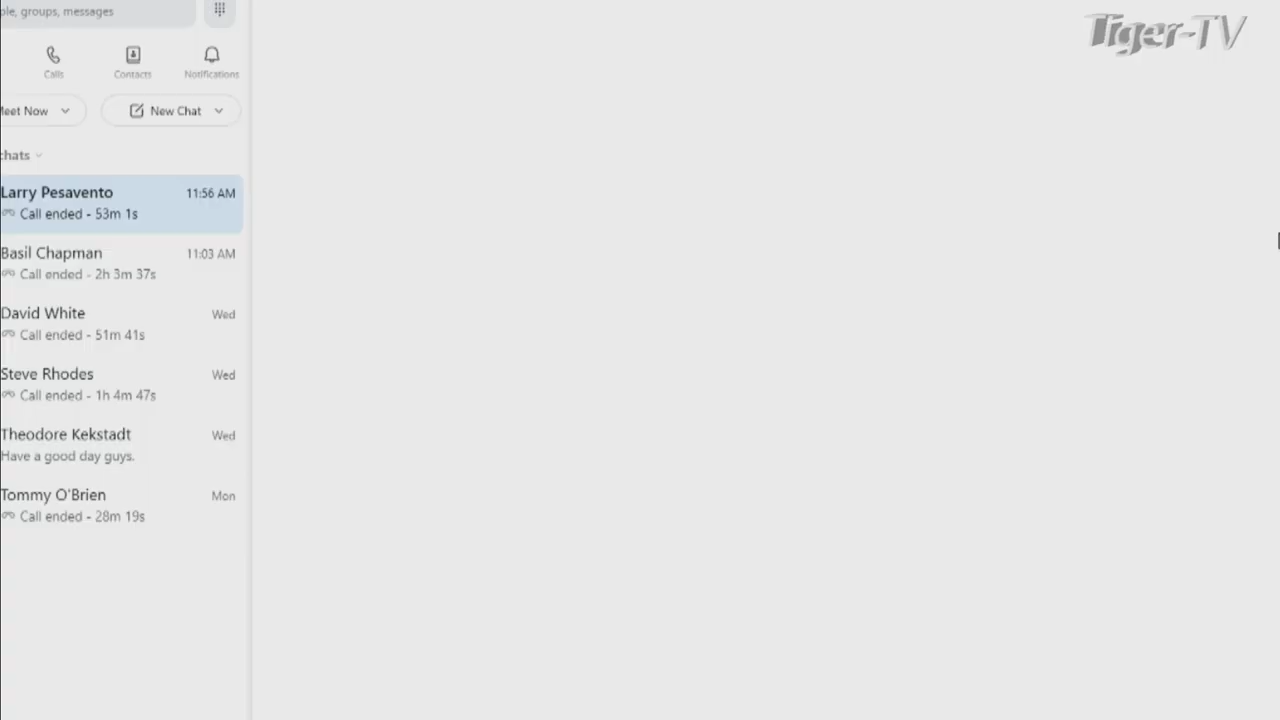 ple, groups, messages
Tiger-TV
Calls
Contacts
Notifications
Meet Now
New Chat
chats
Larry Pesavento
11:56 AM
Call ended - 53m 1s
Basil Chapman
11:03 AM
Call ended - 2h 3m 37s
David White
Wed
Call ended - 51m 41s
Steve Rhodes
Wed
Call ended - 1h 4m 47s
Theodore Kekstadt
Wed
Have a good day guys.
Tommy O'Brien
Mon
Call ended - 28m 19s